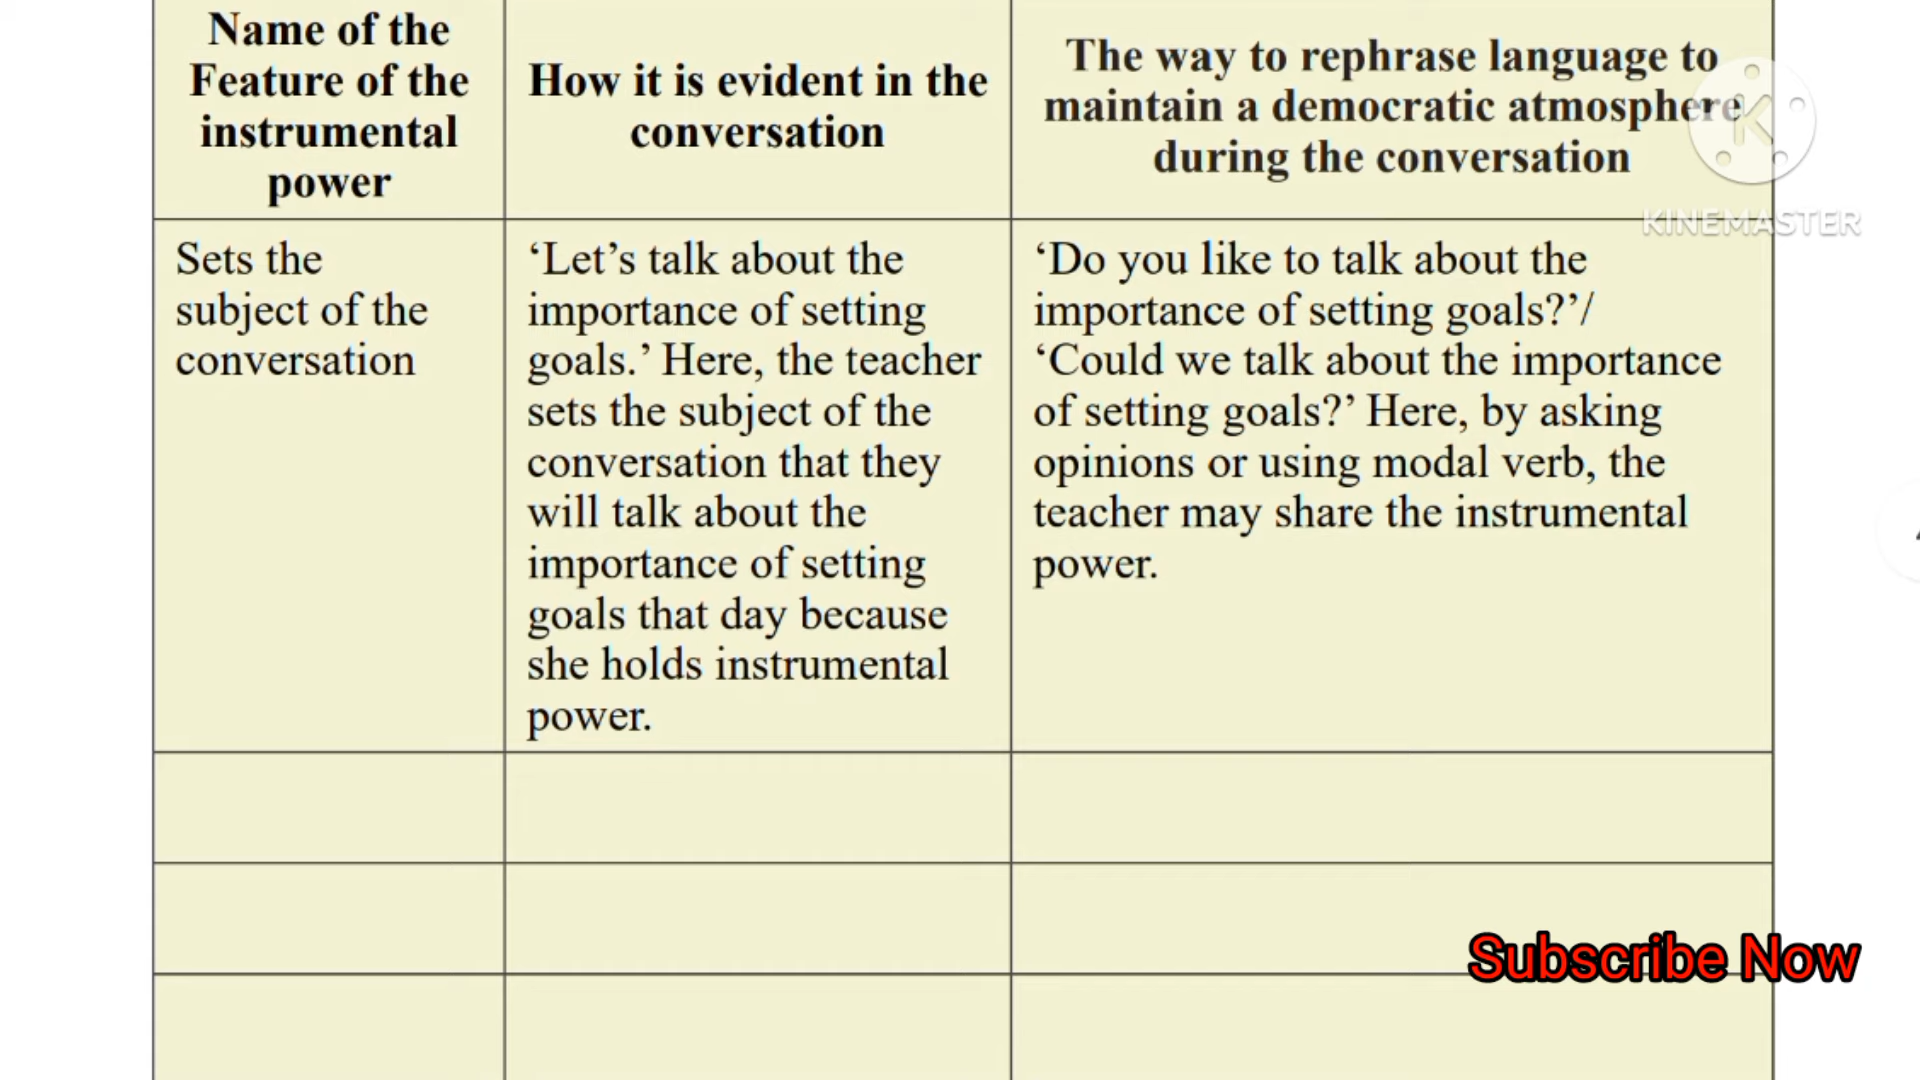 Name of the
Feature of the
instrumental
power
How it is evident in the
conversation
The way to rephrase language to
maintain a democratic atmosphere
during the conversation
K
KINEMASTER
Sets the
subject of the
conversation
‘Let’s talk about the
importance of setting
goals.’ Here, the teacher
sets the subject of the
conversation that they
will talk about the
importance of setting
goals that day because
she holds instrumental
power.
‘Do you like to talk about the
importance of setting goals?’/
‘Could we talk about the importance
of setting goals?’ Here, by asking
opinions or using modal verb, the
teacher may share the instrumental
power.
Subscribe Now